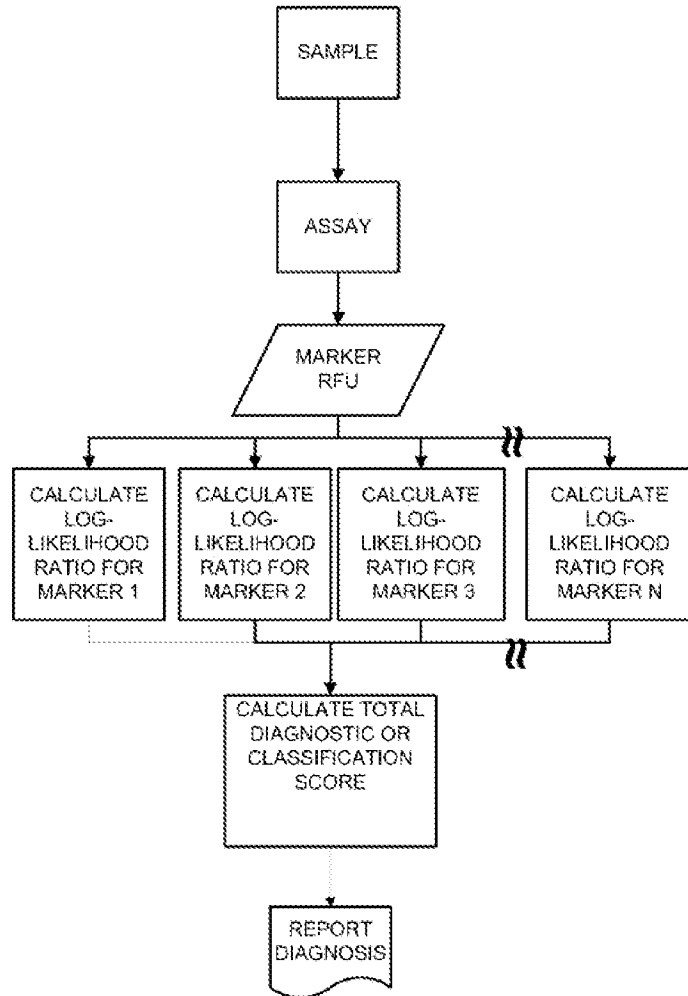 SAMPLE
ASSAY
MARKER
RFU
CALCULATE
LOG-
LIKELIHOOD
RATIO FOR
MARKER 1
CALCULATE
LOG-
LIKELIHOOD
RATIO FOR
MARKER 2
CALCULATE
LOG-
LIKELIHOOD
RATIO FOR
MARKER 3
CALCULATE
LOG-
LIKELIHOOD
RATIO FOR
MARKER N
CALCULATE TOTAL
DIAGNOSTIC OR
CLASSIFICATION
SCORE
REPORT
DIAGNOSIS